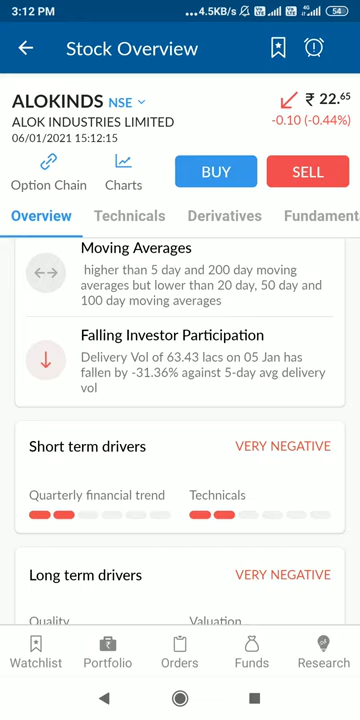 3:12 PM
...4.5KB/s
54
Stock Overview
ALOKINDS NSE
₹ 22.65
ALOK INDUSTRIES LIMITED
-0.10 (-0.44%)
06/01/2021 15:12:15
Option Chain
Charts
BUY
SELL
Overview Technicals Derivatives Fundament
Moving Averages
higher than 5 day and 200 day moving
averages but lower than 20 day, 50 day and
100 day moving averages
Falling Investor Participation
Delivery Vol of 63.43 lacs on 05 Jan has
fallen by -31.36% against 5-day avg delivery
vol
Short term drivers VERY NEGATIVE
Quarterly financial trend Technicals
Long term drivers VERY NEGATIVE
Quality Valuation
Watchlist Portfolio Orders Funds Research